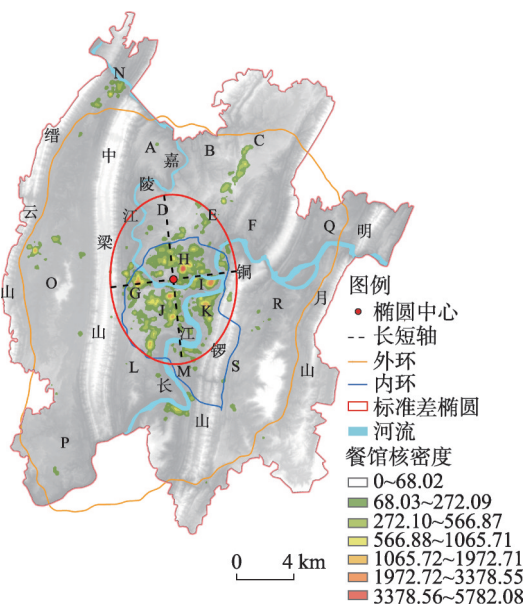 N
缙
中
A
嘉
B
C
陵
云
江
D
E
F
Q
明
梁
H
铜
山
O
G
I
R
月
J
K
山
江
锣
山
L
M
S
长
山
P
图例
椭圆中心
长短轴
外环
内环
标准差椭圆
河流
餐馆核密度
0~68.02
68.03~272.09
272.10~566.87
566.88~1065.71
1065.72~1972.71
1972.72~3378.55
3378.56~5782.08
0 4 km